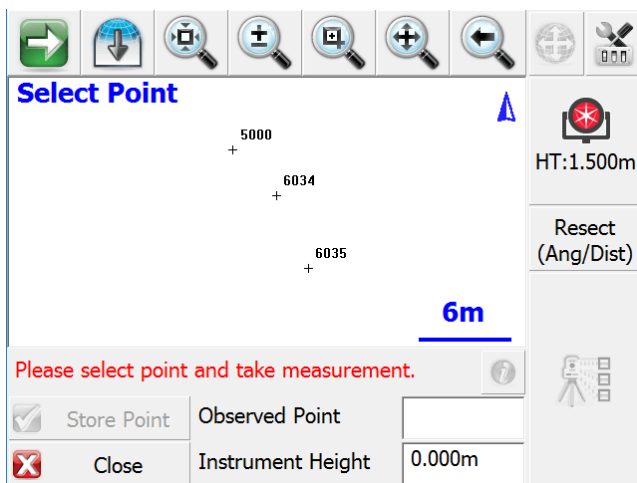 Select Point
5000
6034
6035
6m
HT:1.500m
Resect
(Ang/Dist)
Please select point and take measurement.
Store Point
Observed Point
Close
Instrument Height
0.000m